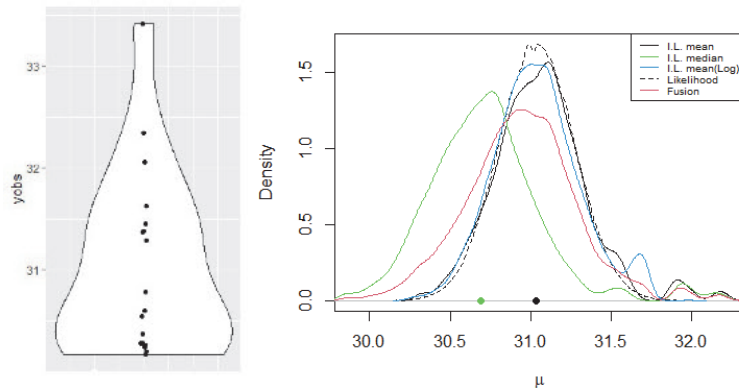 yobs
33
32
31
I.L. mean
I.L. median
I.L. mean(Log)
Likelihood
Fusion
Density
1.5
1.0
0.5
0.0
30.0 30.5 31.0 31.5 32.0
μ